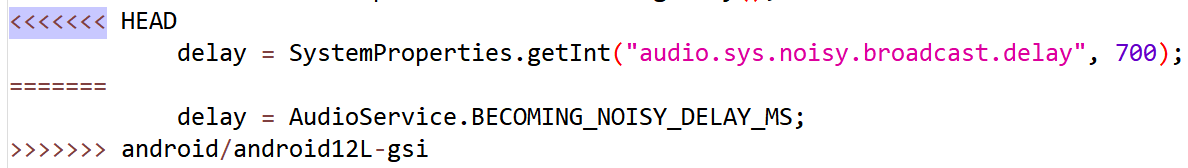 <<<<<<< HEAD
delay = SystemProperties.getInt("audio.sys.noisy.broadcast.delay", 700);
=======
delay = AudioService.BECOMING_NOISY_DELAY_MS;
>>>>>>> android/android12L-gsi